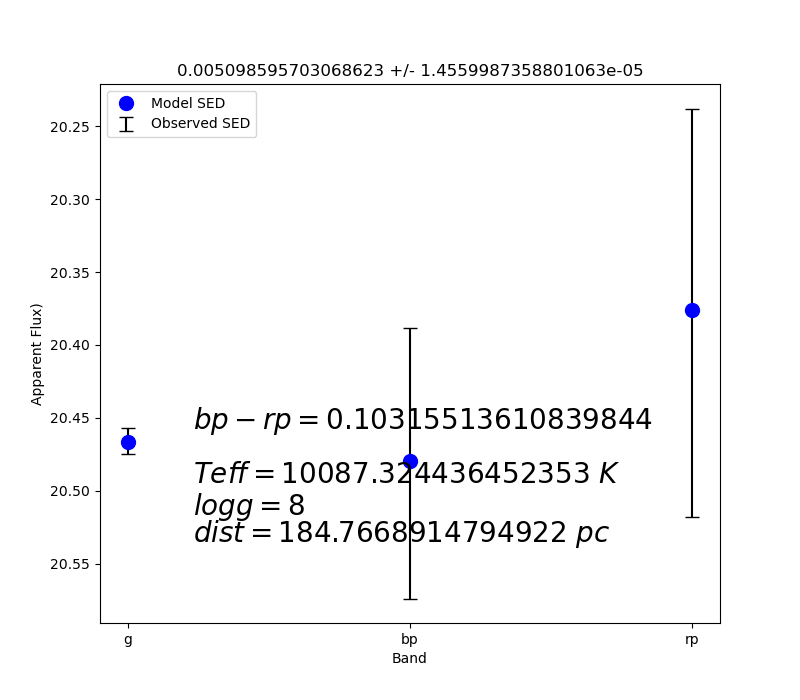 0.005098595703068623 +/- 1.4559987358801063e-05
Model SED
Observed SED
20.25
20.30
20.35
20.40
20.45
20.50
20.55
Apparent Flux)
bp − rp = 0.10315513610839844
Teff = 10087.324436452353 K
logg = 8
dist = 184.7668914794922 pc
g
bp
rp
Band